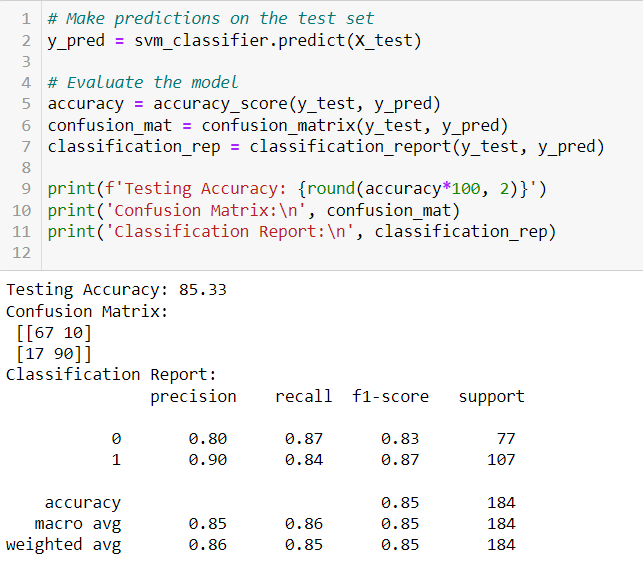 1 # Make predictions on the test set
2 y_pred = svm_classifier.predict(X_test)
3
4 # Evaluate the model
5 accuracy = accuracy_score(y_test, y_pred)
6 confusion_mat = confusion_matrix(y_test, y_pred)
7 classification_rep = classification_report(y_test, y_pred)
8
9 print(f'Testing Accuracy: {round(accuracy*100, 2)}')
10 print('Confusion Matrix:\n', confusion_mat)
11 print('Classification Report:\n', classification_rep)
12
Testing Accuracy: 85.33
Confusion Matrix:
[[67 10]
[17 90]]
Classification Report:
precision recall f1-score support
0 0.80 0.87 0.83 77
1 0.90 0.84 0.87 107
accuracy 0.85 184
macro avg 0.85 0.86 0.85 184
weighted avg 0.86 0.85 0.85 184